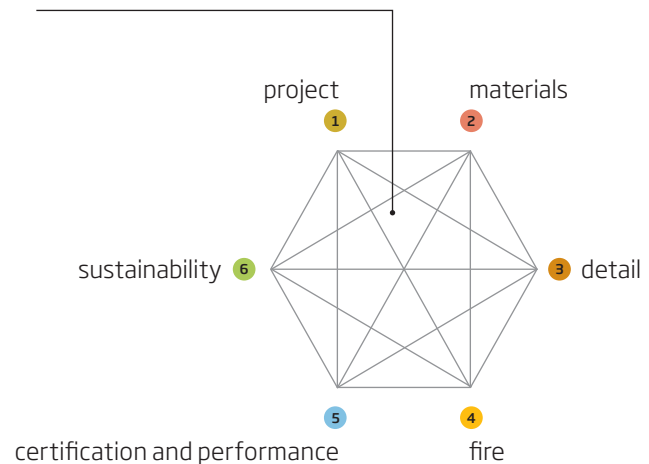 project
materials
1
2
sustainability 6
3 detail
5
4
certification and performance
fire